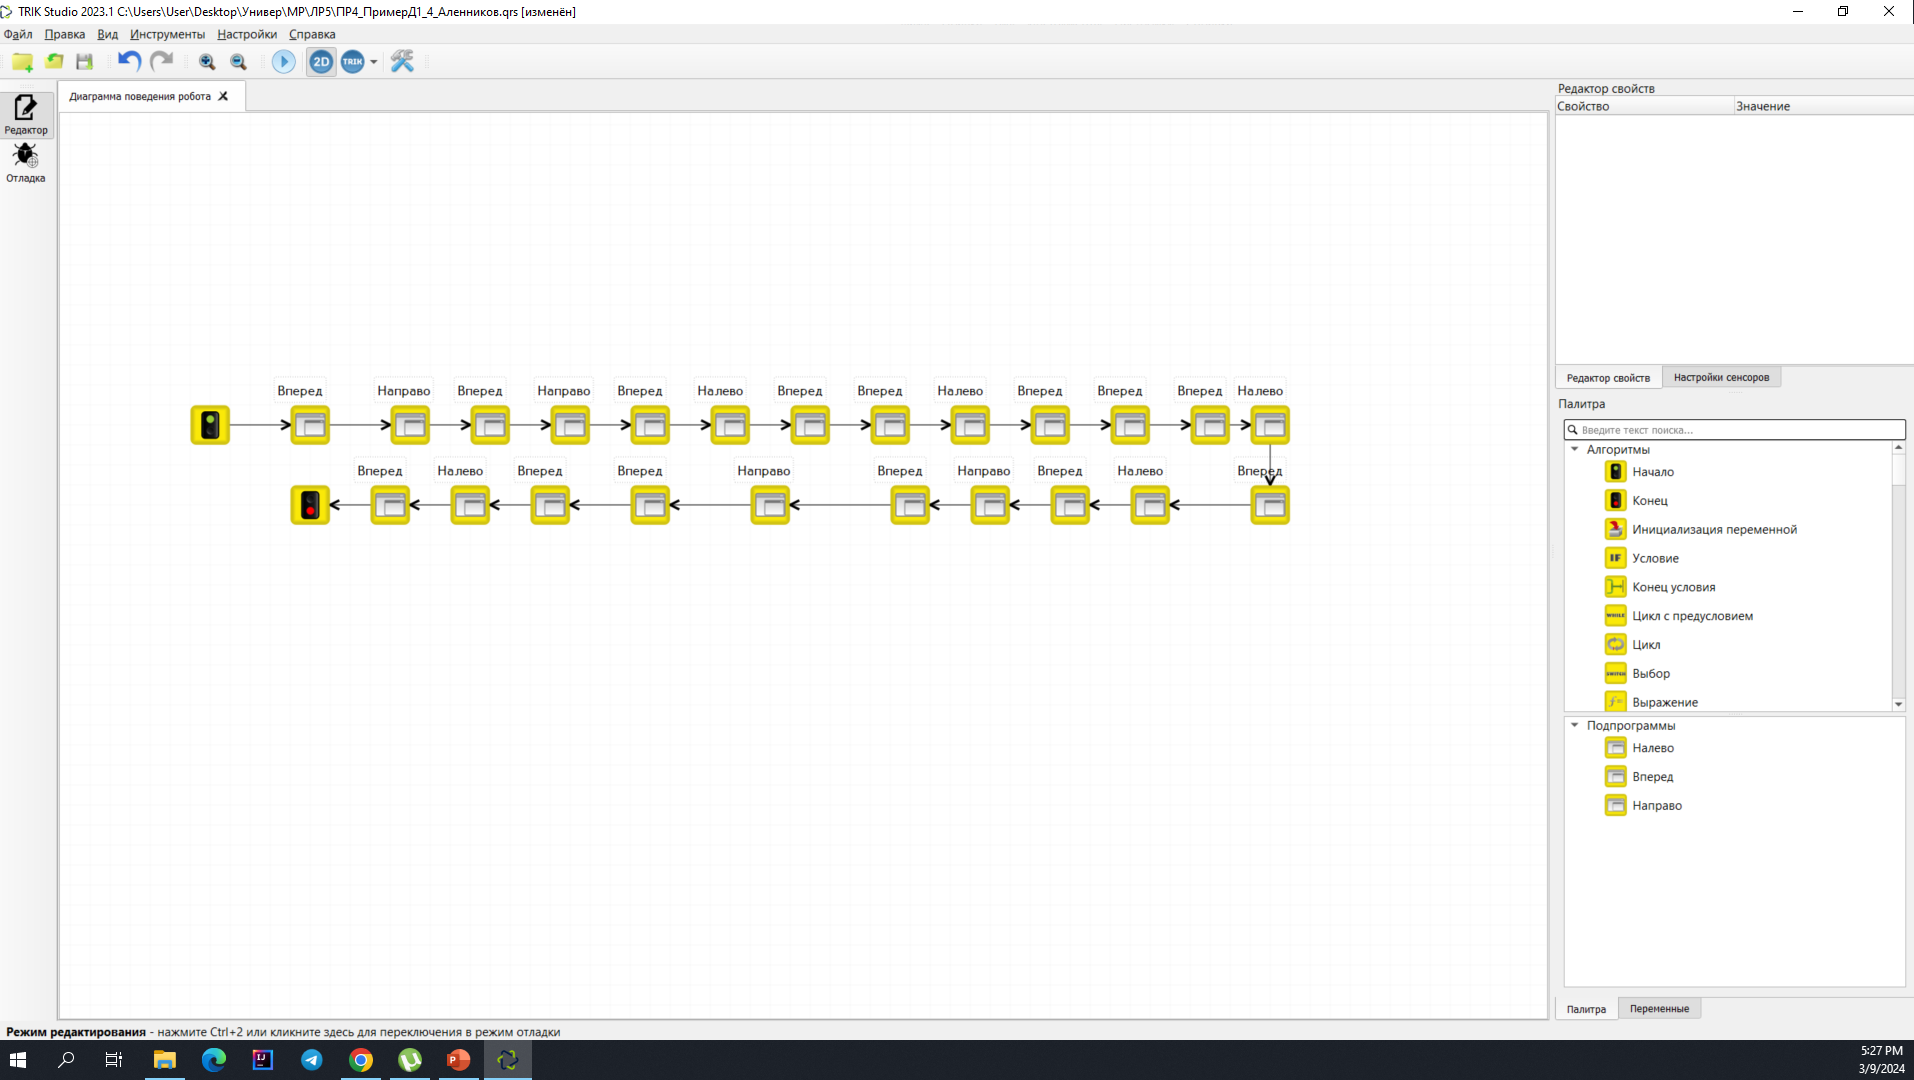 TRIK Studio 2023.1 C:\Users\User\Desktop\Универ\МР\ЛР5\ПР4_ПримерД1_4_Аленников.qrs [изменён]
Файл Правка Вид Инструменты Настройки Справка
2D TRIK
Диаграмма поведения робота
Редактор
Отладка
Вперед Направо Вперед Направо Вперед Налево Вперед Вперед Налево Вперед Вперед Вперед Налево
Вперед Налево Вперед Вперед Направо Вперед Направо Вперед Налево Вперед
Редактор свойств
Свойство Значение
Редактор свойств Настройки сенсоров
Палитра
Введите текст поиска...
Алгоритмы
Начало
Конец
Инициализация переменной
IF Условие
Конец условия
WHILE Цикл с предусловием
Цикл
SWITCH Выбор
f= Выражение
Подпрограммы
Налево
Вперед
Направо
Палитра Переменные
Режим редактирования - нажмите Ctrl+2 или кликните здесь для переключения в режим отладки
5:27 PM
3/9/2024